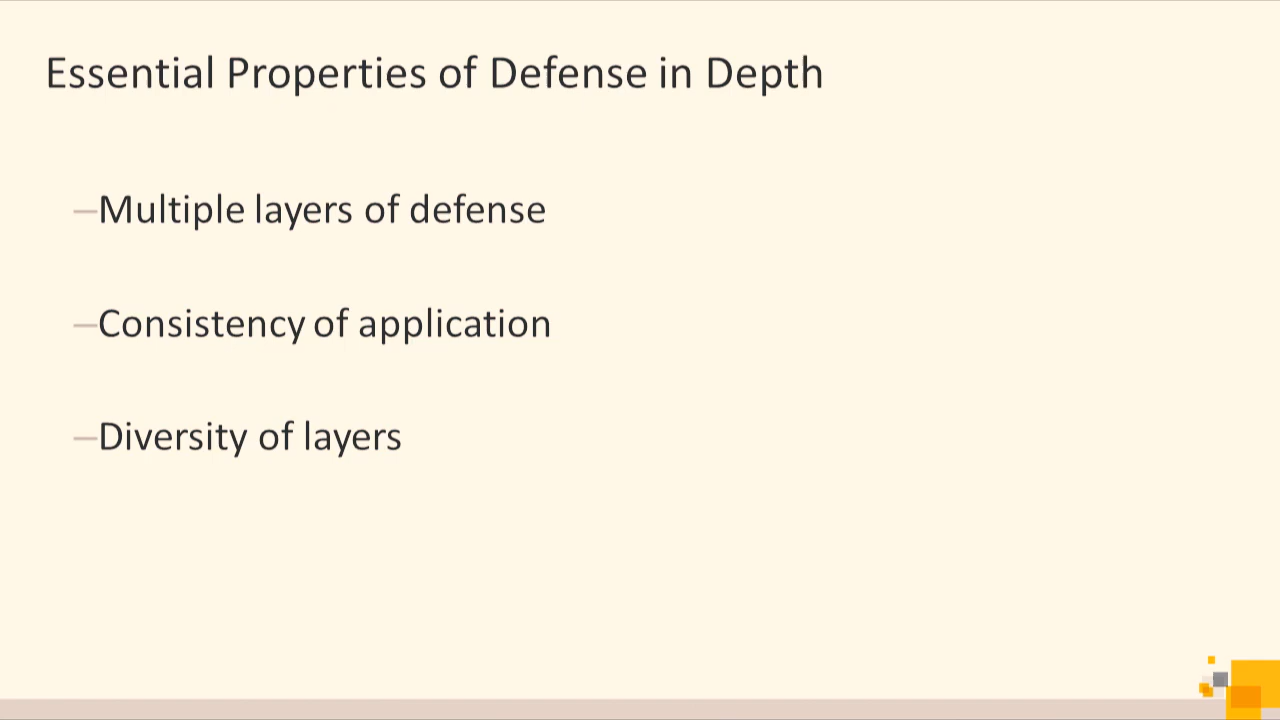 Essential Properties of Defense in Depth
–Multiple layers of defense
–Consistency of application
–Diversity of layers